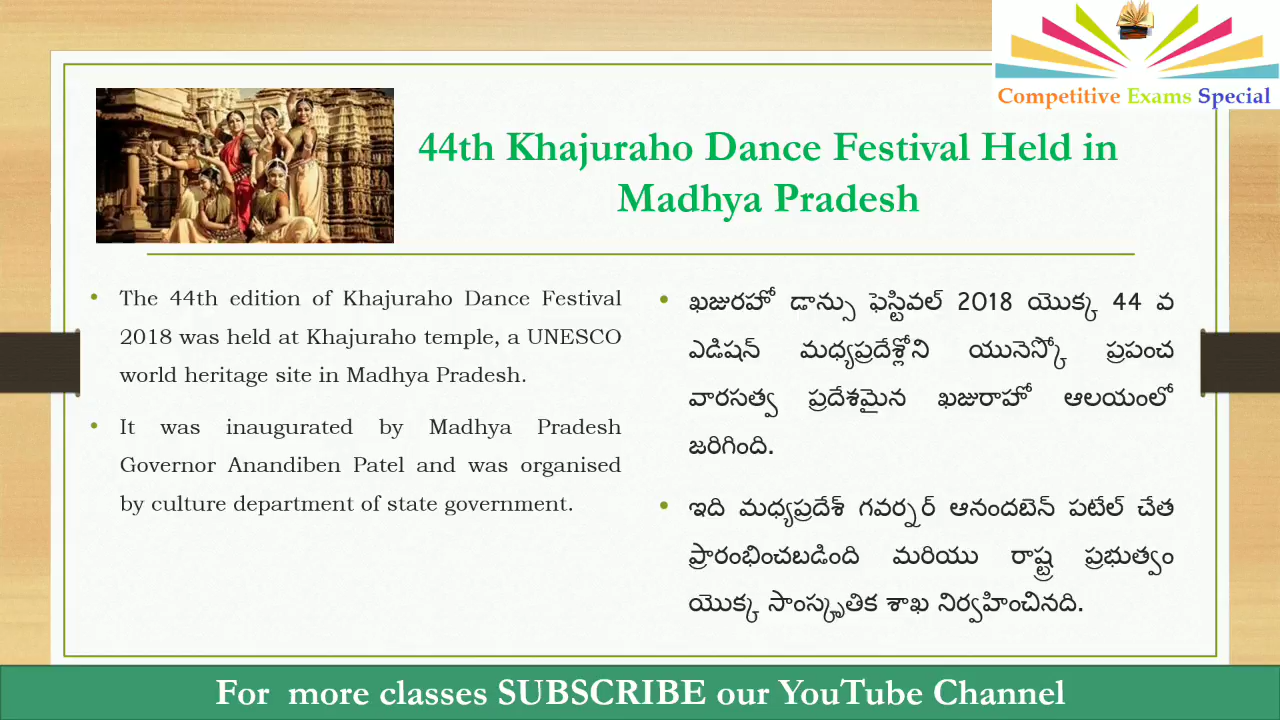 Competitive Exams Special
44th Khajuraho Dance Festival Held in
Madhya Pradesh
• The 44th edition of Khajuraho Dance Festival
2018 was held at Khajuraho temple, a UNESCO
world heritage site in Madhya Pradesh.
• It was inaugurated by Madhya Pradesh
Governor Anandiben Patel and was organised
by culture department of state government.
• ఖజురహో డాన్సు ఫెస్టివల్ 2018 యొక్క 44 వ
ఎడిషన్ మధ్యప్రదేశ్లోని యునెస్కో ప్రపంచ
వారసత్వ ప్రదేశమైన ఖజురాహో ఆలయంలో
జరిగింది.
• ఇది మధ్యప్రదేశ్ గవర్నర్ ఆనందబెన్ పటేల్ చేత
ప్రారంభించబడింది మరియు రాష్ట్ర ప్రభుత్వం
యొక్క సాంస్కృతిక శాఖ నిర్వహించినది.
For more classes SUBSCRIBE our YouTube Channel